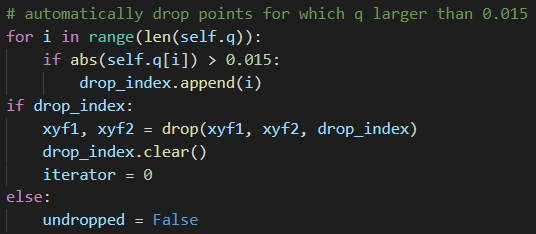 # automatically drop points for which q larger than 0.015
for i in range(len(self.q)):
    if abs(self.q[i]) > 0.015:
        drop_index.append(i)
if drop_index:
    xyf1, xyf2 = drop(xyf1, xyf2, drop_index)
    drop_index.clear()
    iterator = 0
else:
    undropped = False